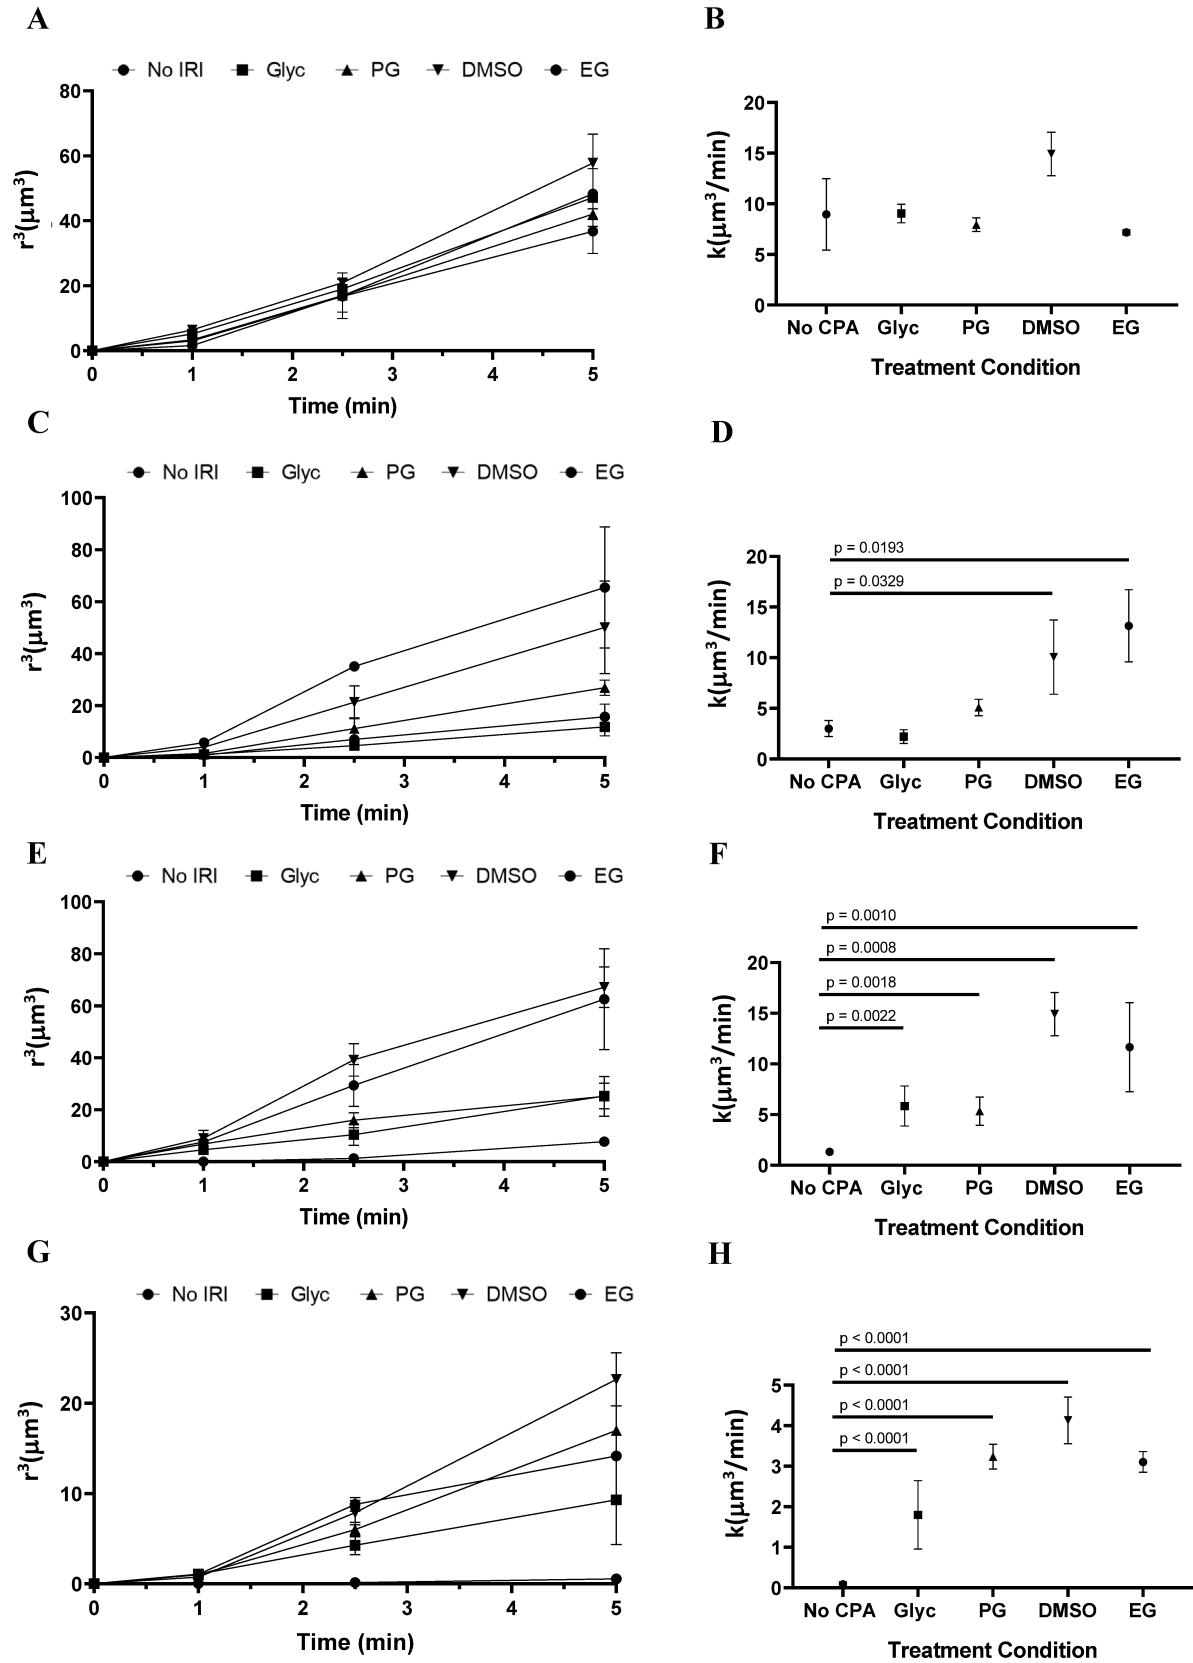 A
No IRI Glyc PG DMSO EG
80
60
40
20
0
r³(μm³)
0 1 2 3 4 5
Time (min)
B
20
15
10
5
0
k(μm³/min)
No CPA Glyc PG DMSO EG
Treatment Condition
C
No IRI Glyc PG DMSO EG
100
80
60
40
20
0
r³(μm³)
0 1 2 3 4 5
Time (min)
D
p = 0.0193
p = 0.0329
20
15
10
5
0
k(μm³/min)
No CPA Glyc PG DMSO EG
Treatment Condition
E
No IRI Glyc PG DMSO EG
100
80
60
40
20
0
r³(μm³)
0 1 2 3 4 5
Time (min)
F
p = 0.0010
p = 0.0008
p = 0.0018
p = 0.0022
20
15
10
5
0
k(μm³/min)
No CPA Glyc PG DMSO EG
Treatment Condition
G
No IRI Glyc PG DMSO EG
30
20
10
0
r³(μm³)
0 1 2 3 4 5
Time (min)
H
p < 0.0001
p < 0.0001
p < 0.0001
p < 0.0001
5
4
3
2
1
0
k(μm³/min)
No CPA Glyc PG DMSO EG
Treatment Condition